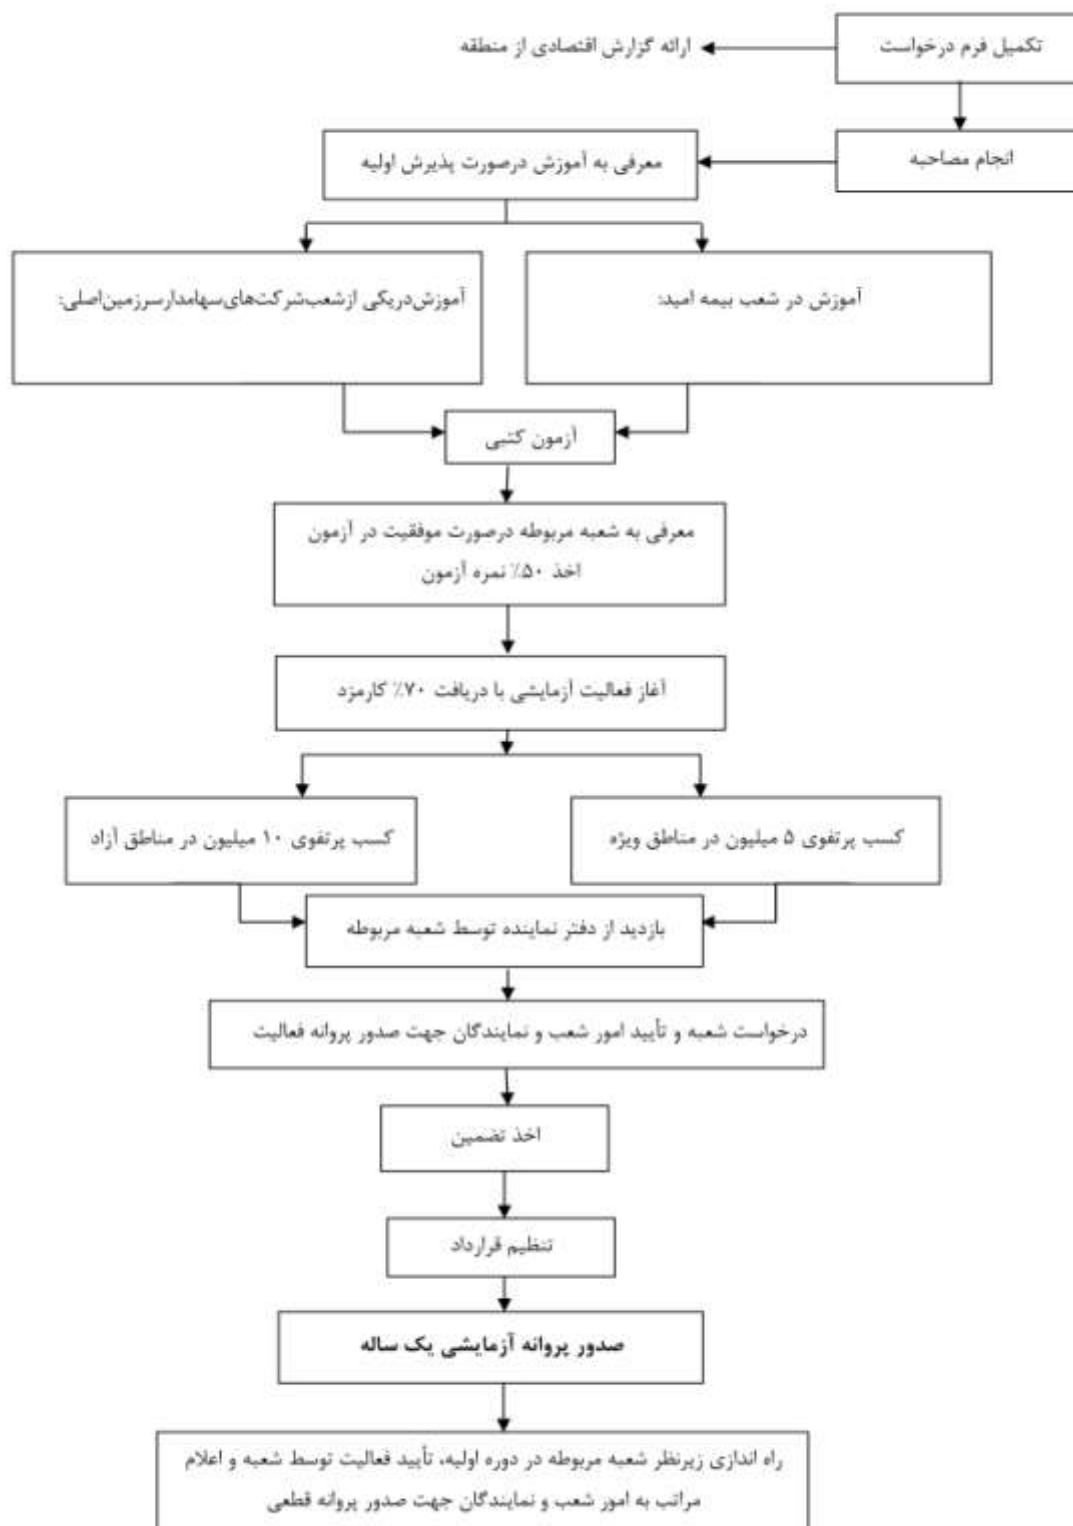 تکمیل فرم درخواست
ارائه گزارش اقتصادی از منطقه
انجام مصاحبه
معرفی به آموزش درصورت پذیرش اولیه
آموزش در شعب بیمه امید:
آموزش دریکی ازشعب شرکت‌های سهامدار سرزمین اصلی:
آزمون کتبی
معرفی به شعبه مربوطه درصورت موفقیت در آزمون
اخذ ۵۰٪ نمره آزمون
آغاز فعالیت آزمایشی با دریافت ۷۰٪ کارمزد
کسب پرتفوی ۵ میلیون در مناطق ویژه
کسب پرتفوی ۱۰ میلیون در مناطق آزاد
بازدید از دفتر نماینده توسط شعبه مربوطه
درخواست شعبه و تأیید امور شعب و نمایندگان جهت صدور پروانه فعالیت
اخذ تضمین
تنظیم قرارداد
صدور پروانه آزمایشی یک ساله
راه اندازی زیرنظر شعبه مربوطه در دوره اولیه، تأیید فعالیت توسط شعبه و اعلام
مراتب به امور شعب و نمایندگان جهت صدور پروانه قطعی